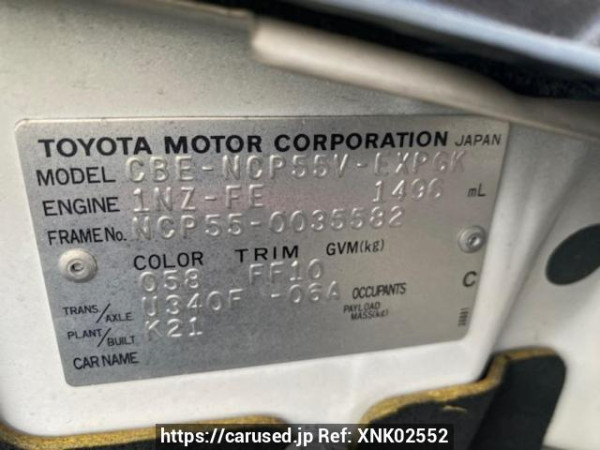 TOYOTA MOTOR CORPORATION JAPAN
MODEL CBE-NCP55V-EXPGK
ENGINE 1NZ-FE 1496 mL
FRAME No. NCP55-0035582
COLOR TRIM GVM(kg)
058 FF10
TRANS/AXLE U340F -06A OCCUPANTS C
PLANT/BUILT K21 PAYLOAD MASS(kg)
CAR NAME
https://carused.jp Ref: XNK02552